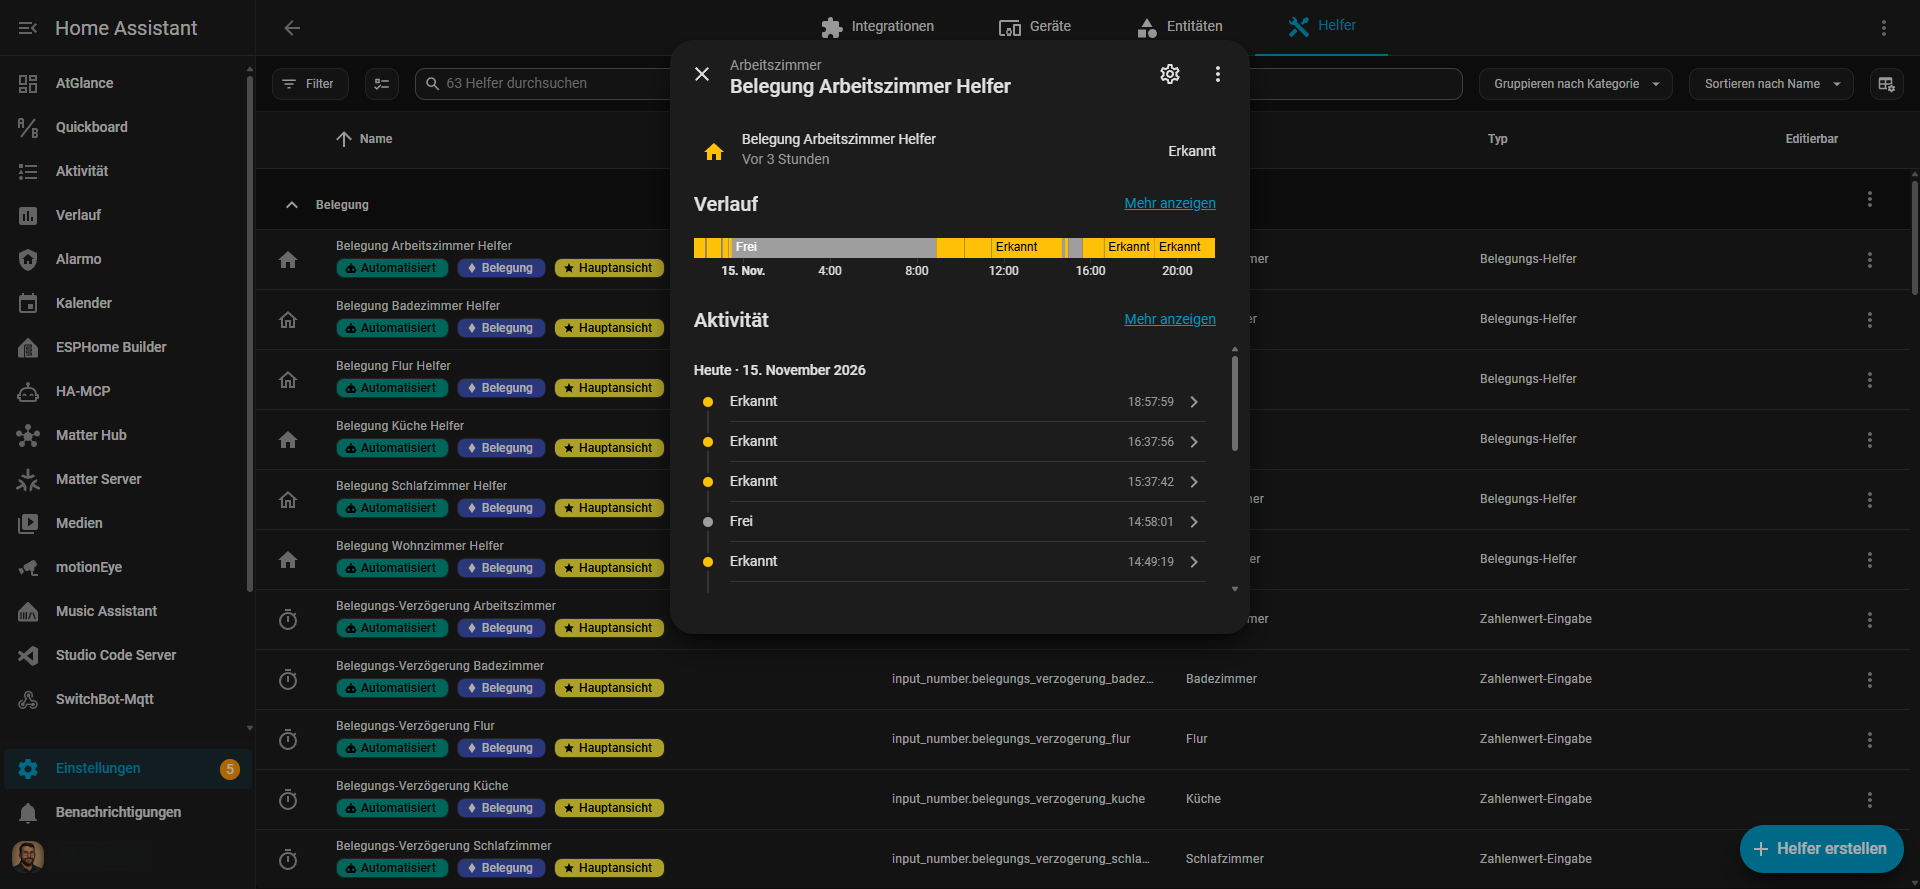 Home Assistant
Integrationen
Geräte
Entitäten
Helfer
AtGlance
Quickboard
Aktivität
Verlauf
Alarmo
Kalender
ESPHome Builder
HA-MCP
Matter Hub
Matter Server
Medien
motionEye
Music Assistant
Studio Code Server
SwitchBot-Mqtt
Einstellungen
5
Benachrichtigungen
Filter
63 Helfer durchsuchen
Gruppieren nach Kategorie
Sortieren nach Name
Name
Typ
Editierbar
Belegung
Belegung Arbeitszimmer Helfer
Automatisiert Belegung Hauptansicht
mer
Belegungs-Helfer
Belegung Badezimmer Helfer
Automatisiert Belegung Hauptansicht
er
Belegungs-Helfer
Belegung Flur Helfer
Automatisiert Belegung Hauptansicht
Belegungs-Helfer
Belegung Küche Helfer
Automatisiert Belegung Hauptansicht
Belegungs-Helfer
Belegung Schlafzimmer Helfer
Automatisiert Belegung Hauptansicht
ner
Belegungs-Helfer
Belegung Wohnzimmer Helfer
Automatisiert Belegung Hauptansicht
er
Belegungs-Helfer
Belegungs-Verzögerung Arbeitszimmer
Automatisiert Belegung Hauptansicht
mer
Zahlenwert-Eingabe
Belegungs-Verzögerung Badezimmer
Automatisiert Belegung Hauptansicht
input_number.belegungs_verzogerung_badez...
Badezimmer
Zahlenwert-Eingabe
Belegungs-Verzögerung Flur
Automatisiert Belegung Hauptansicht
input_number.belegungs_verzogerung_flur
Flur
Zahlenwert-Eingabe
Belegungs-Verzögerung Küche
Automatisiert Belegung Hauptansicht
input_number.belegungs_verzogerung_kuche
Küche
Zahlenwert-Eingabe
Belegungs-Verzögerung Schlafzimmer
Automatisiert Belegung Hauptansicht
input_number.belegungs_verzogerung_schla...
Schlafzimmer
Zahlenwert-Eingabe
Helfer erstellen
Arbeitszimmer
Belegung Arbeitszimmer Helfer
Belegung Arbeitszimmer Helfer
Vor 3 Stunden
Erkannt
Verlauf
Mehr anzeigen
Frei Erkannt Erkannt Erkannt
15. Nov. 4:00 8:00 12:00 16:00 20:00
Aktivität
Mehr anzeigen
Heute · 15. November 2026
Erkannt 18:57:59
Erkannt 16:37:56
Erkannt 15:37:42
Frei 14:58:01
Erkannt 14:49:19